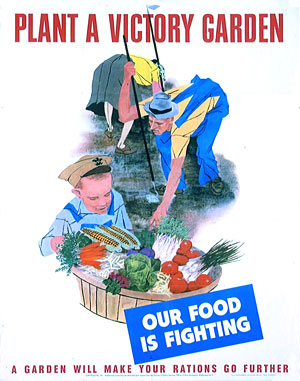 PLANT A VICTORY GARDEN
OUR FOOD
IS FIGHTING
A GARDEN WILL MAKE YOUR RATIONS GO FURTHER